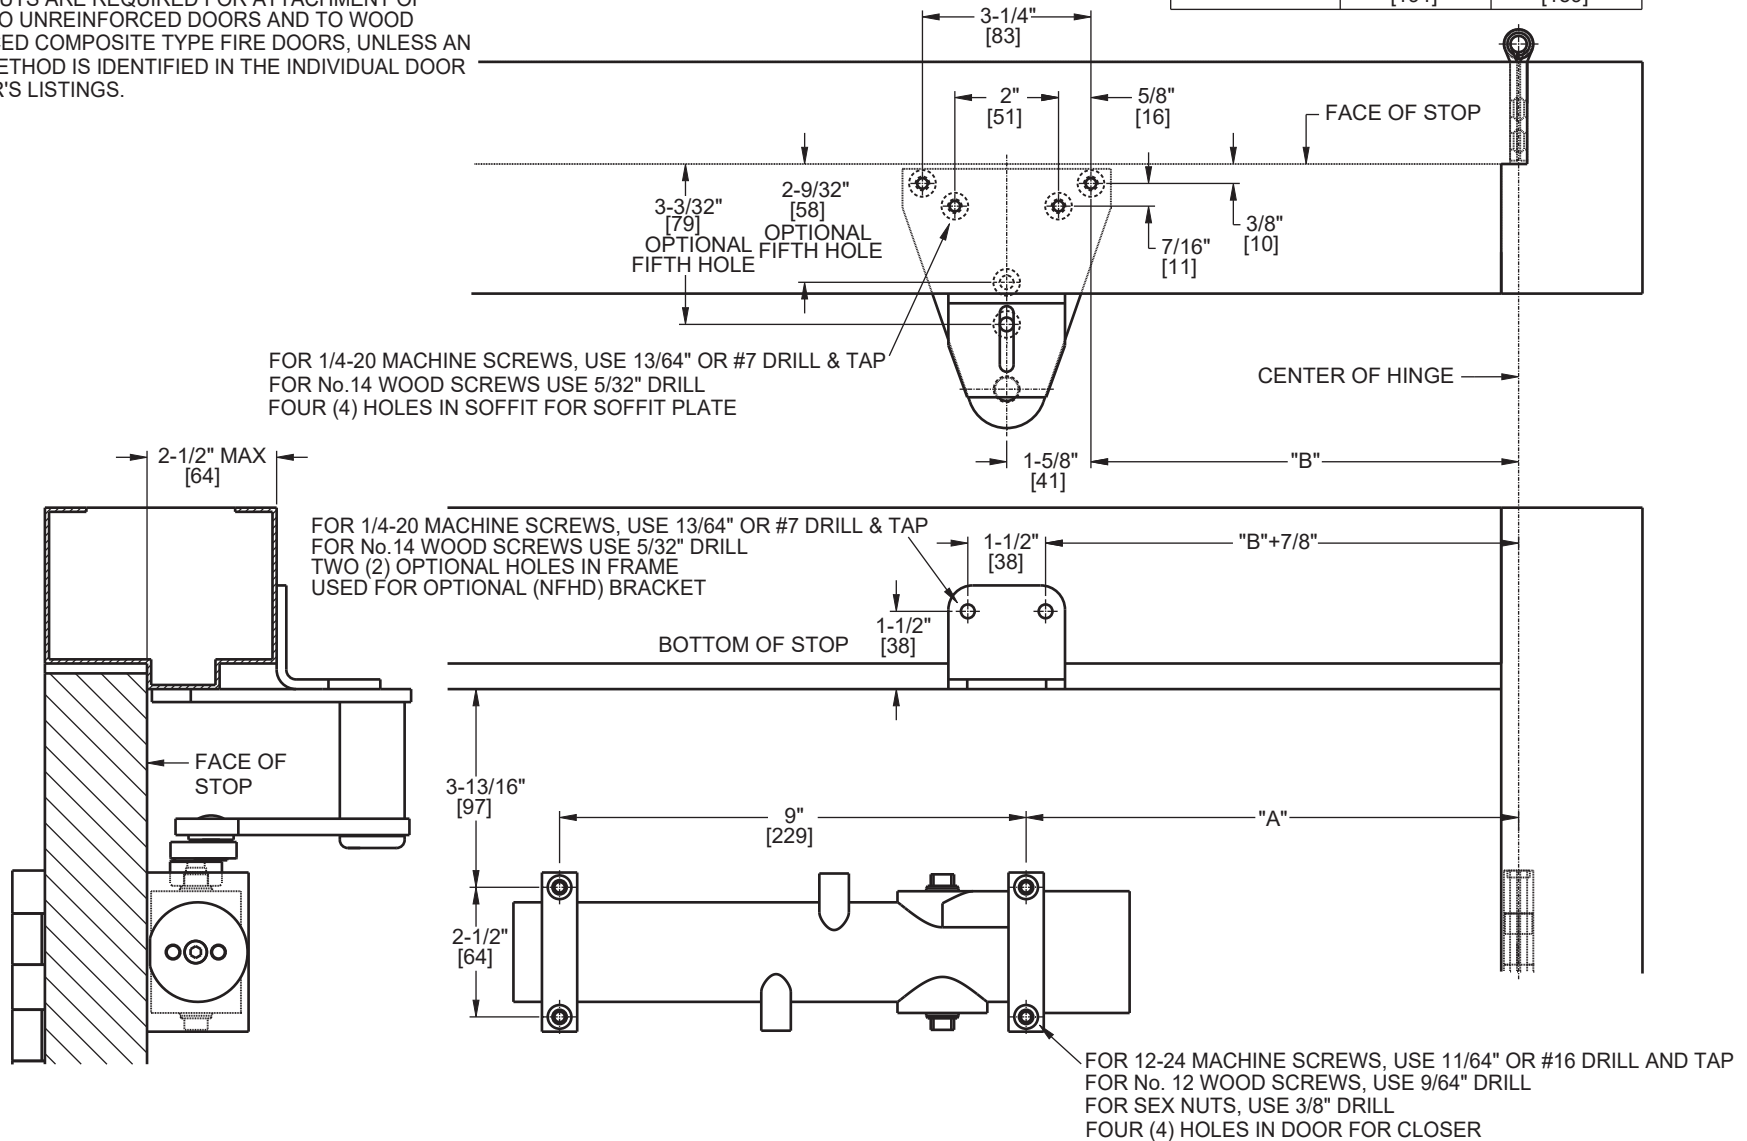 O UNREINFORCED DOORS AND TO WOOD
ED COMPOSITE TYPE FIRE DOORS, UNLESS AN
ETHOD IS IDENTIFIED IN THE INDIVIDUAL DOOR
R'S LISTINGS.
3-1/4"
[83]
2"
[51]
5/8"
[16]
FACE OF STOP
3-3/32"
[79]
OPTIONAL
FIFTH HOLE
2-9/32"
[58]
OPTIONAL
FIFTH HOLE
3/8"
[10]
7/16"
[11]
FOR 1/4-20 MACHINE SCREWS, USE 13/64" OR #7 DRILL & TAP
FOR No.14 WOOD SCREWS USE 5/32" DRILL
FOUR (4) HOLES IN SOFFIT FOR SOFFIT PLATE
CENTER OF HINGE
1-5/8"
[41]
"B"
2-1/2" MAX
[64]
FOR 1/4-20 MACHINE SCREWS, USE 13/64" OR #7 DRILL & TAP
FOR No.14 WOOD SCREWS USE 5/32" DRILL
TWO (2) OPTIONAL HOLES IN FRAME
USED FOR OPTIONAL (NFHD) BRACKET
1-1/2"
[38]
"B"+7/8"
1-1/2"
[38]
BOTTOM OF STOP
FACE OF
STOP
3-13/16"
[97]
9"
[229]
"A"
2-1/2"
[64]
FOR 12-24 MACHINE SCREWS, USE 11/64" OR #16 DRILL AND TAP
FOR No. 12 WOOD SCREWS, USE 9/64" DRILL
FOR SEX NUTS, USE 3/8" DRILL
FOUR (4) HOLES IN DOOR FOR CLOSER